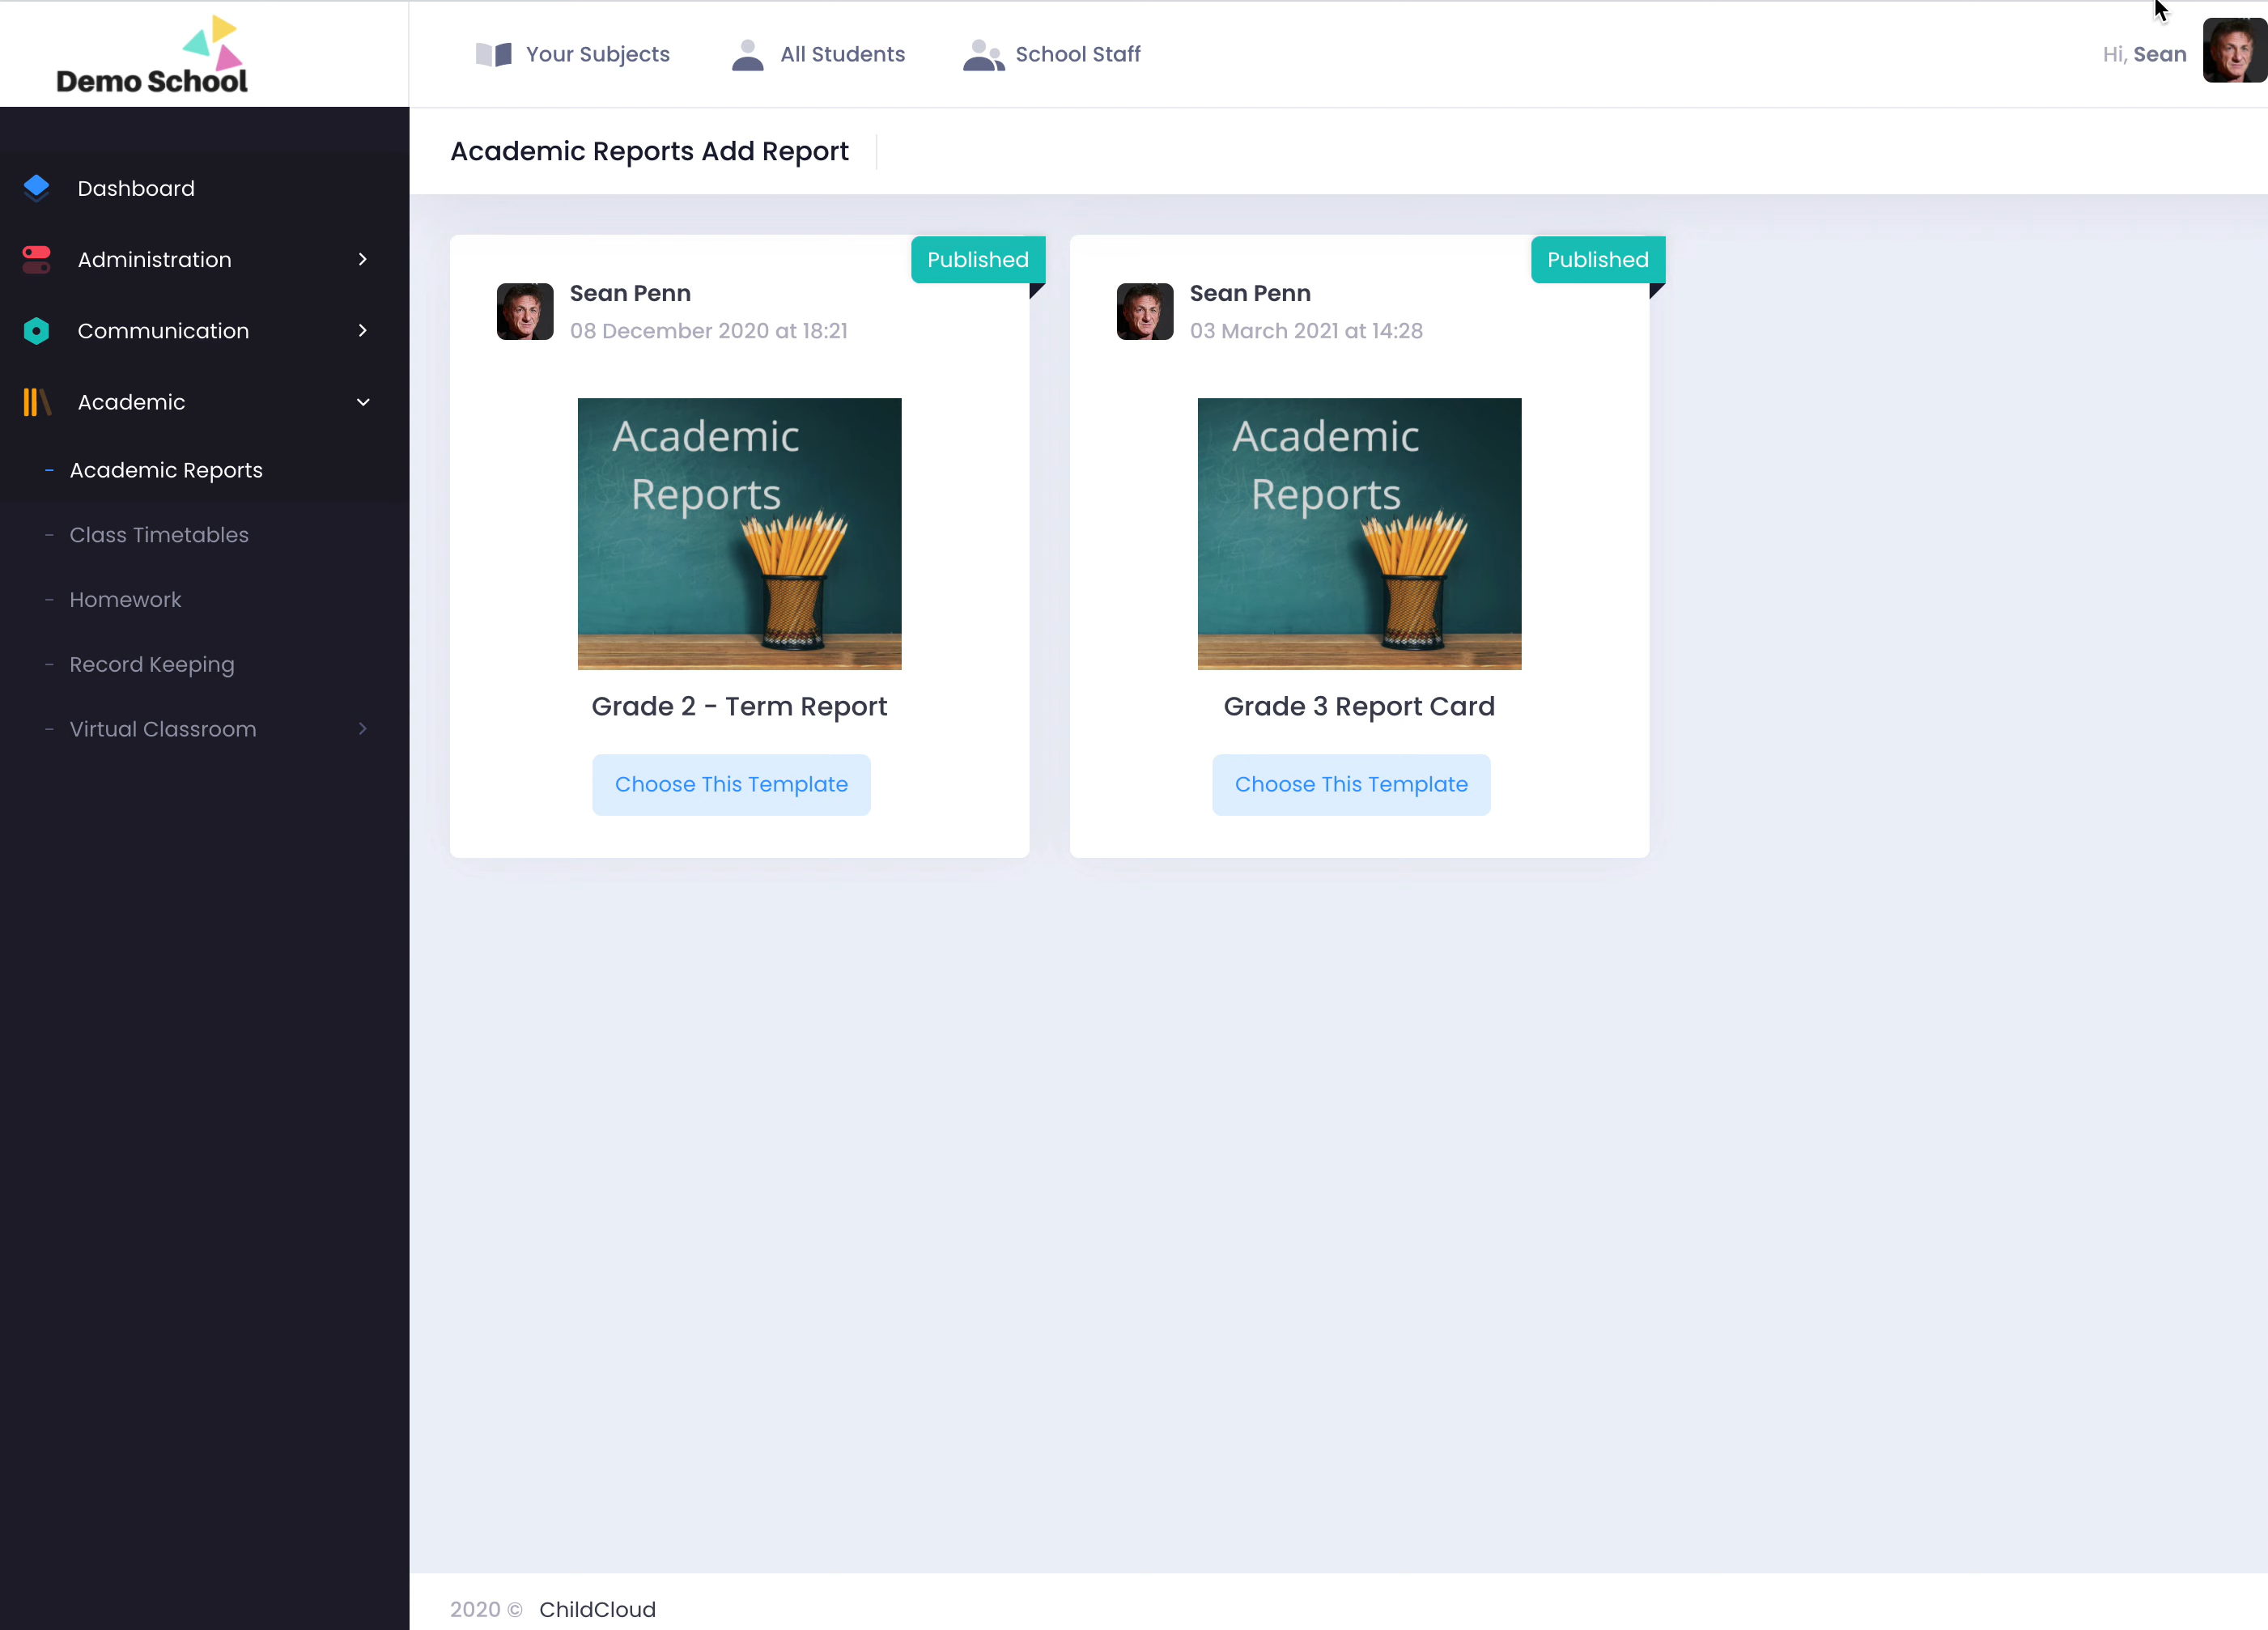 Demo School
Your Subjects
All Students
School Staff
Hi, Sean
Academic Reports Add Report
Dashboard
Administration
Communication
Academic
- Academic Reports
- Class Timetables
- Homework
- Record Keeping
- Virtual Classroom
Published
Sean Penn
08 December 2020 at 18:21
Academic
Reports
Grade 2 - Term Report
Choose This Template
Published
Sean Penn
03 March 2021 at 14:28
Academic
Reports
Grade 3 Report Card
Choose This Template
2020 © ChildCloud